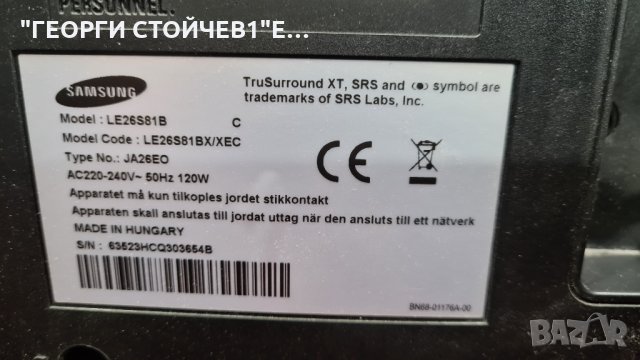 PERSONNEL.
"ГЕОРГИ СТОЙЧЕВ1"Е...
SAMSUNG
TruSurround XT, SRS and (●) symbol are
trademarks of SRS Labs, Inc.
Model : LE26S81B C
Model Code : LE26S81BX/XEC
Type No.: JA26EO
AC220-240V~ 50Hz 120W
Apparatet må kun tilkoples jordet stikkontakt
Apparaten skall anslutas till jordat uttag när den ansluts till ett nätverk
MADE IN HUNGARY
S/N : 63523HCQ303654B
CE
BN68-01176A-00
BAZAR